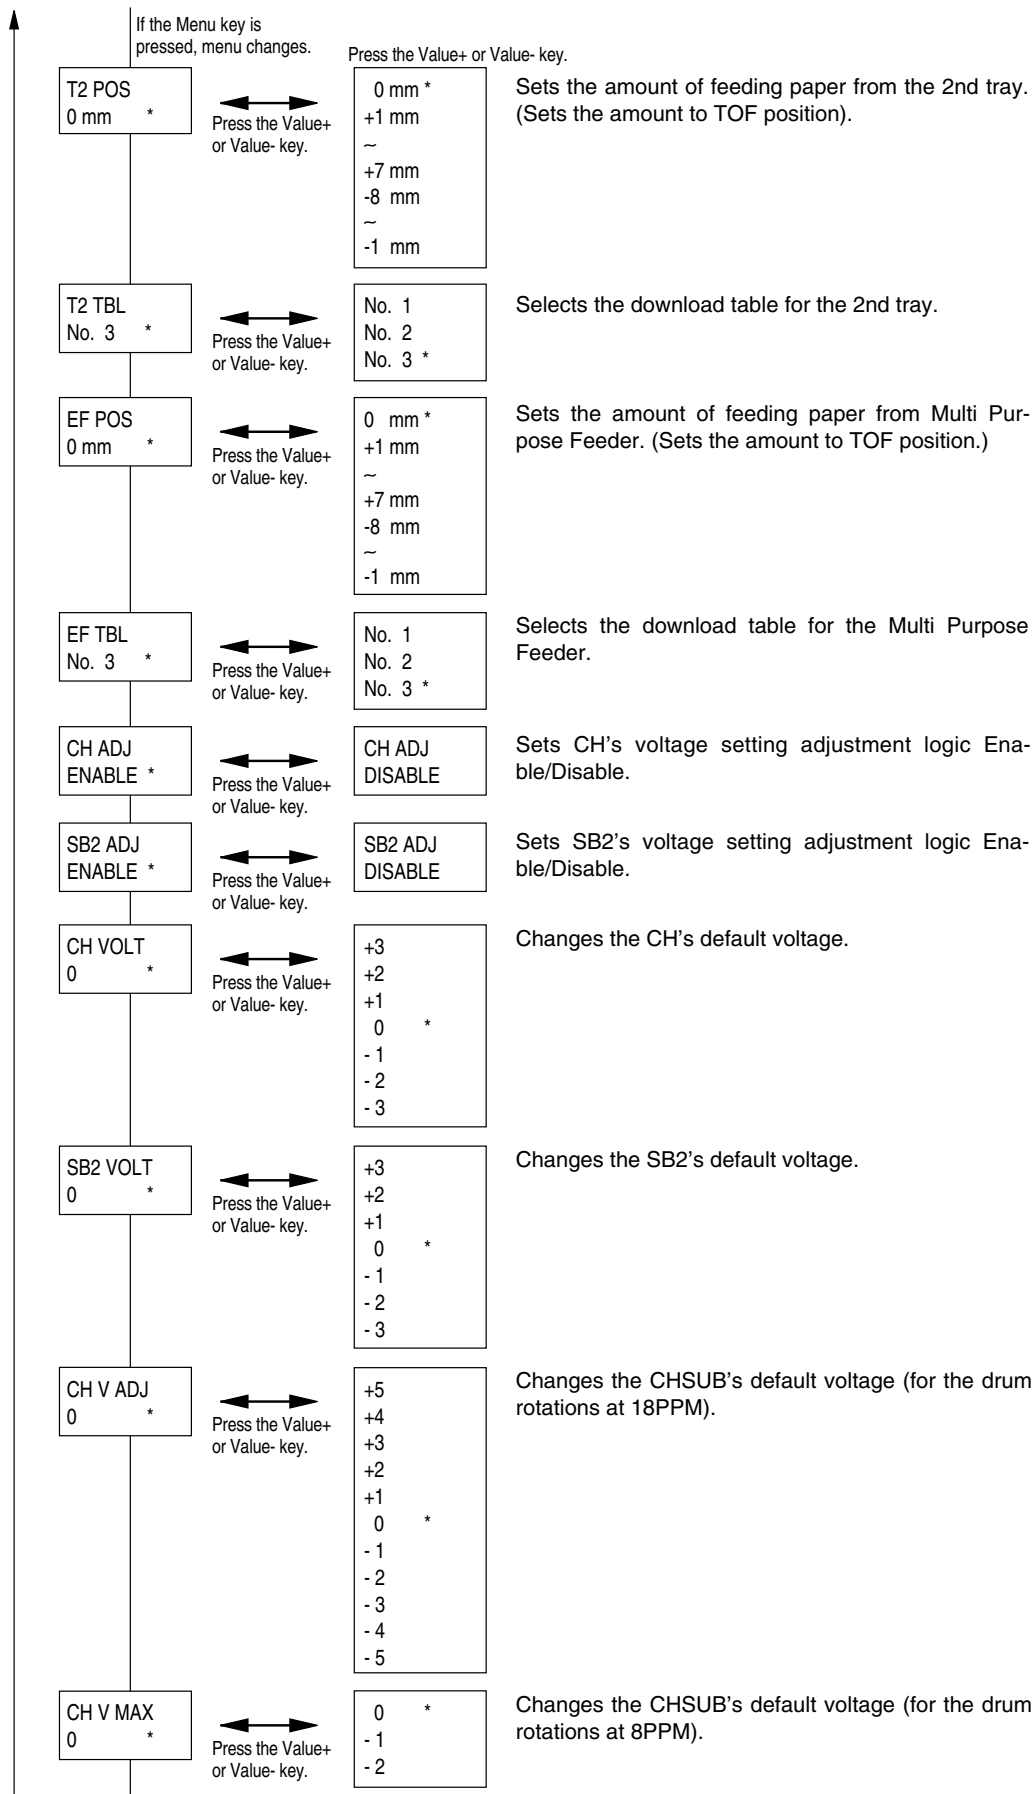 If the Menu key is
pressed, menu changes.
Press the Value+ or Value- key.
T2 POS
0 mm *
Press the Value+
or Value- key.
0 mm *
+1 mm
~
+7 mm
-8 mm
~
-1 mm
Sets the amount of feeding paper from the 2nd tray.
(Sets the amount to TOF position).
T2 TBL
No. 3 *
Press the Value+
or Value- key.
No. 1
No. 2
No. 3 *
Selects the download table for the 2nd tray.
EF POS
0 mm *
Press the Value+
or Value- key.
0 mm *
+1 mm
~
+7 mm
-8 mm
~
-1 mm
Sets the amount of feeding paper from Multi Pur-
pose Feeder. (Sets the amount to TOF position.)
EF TBL
No. 3 *
Press the Value+
or Value- key.
No. 1
No. 2
No. 3 *
Selects the download table for the Multi Purpose
Feeder.
CH ADJ
ENABLE *
Press the Value+
or Value- key.
CH ADJ
DISABLE
Sets CH's voltage setting adjustment logic Ena-
ble/Disable.
SB2 ADJ
ENABLE *
Press the Value+
or Value- key.
SB2 ADJ
DISABLE
Sets SB2's voltage setting adjustment logic Ena-
ble/Disable.
CH VOLT
0 *
Press the Value+
or Value- key.
+3
+2
+1
0 *
- 1
- 2
- 3
Changes the CH's default voltage.
SB2 VOLT
0 *
Press the Value+
or Value- key.
+3
+2
+1
0 *
- 1
- 2
- 3
Changes the SB2's default voltage.
CH V ADJ
0 *
Press the Value+
or Value- key.
+5
+4
+3
+2
+1
0 *
- 1
- 2
- 3
- 4
- 5
Changes the CHSUB's default voltage (for the drum
rotations at 18PPM).
CH V MAX
0 *
Press the Value+
or Value- key.
0 *
- 1
- 2
Changes the CHSUB's default voltage (for the drum
rotations at 8PPM).